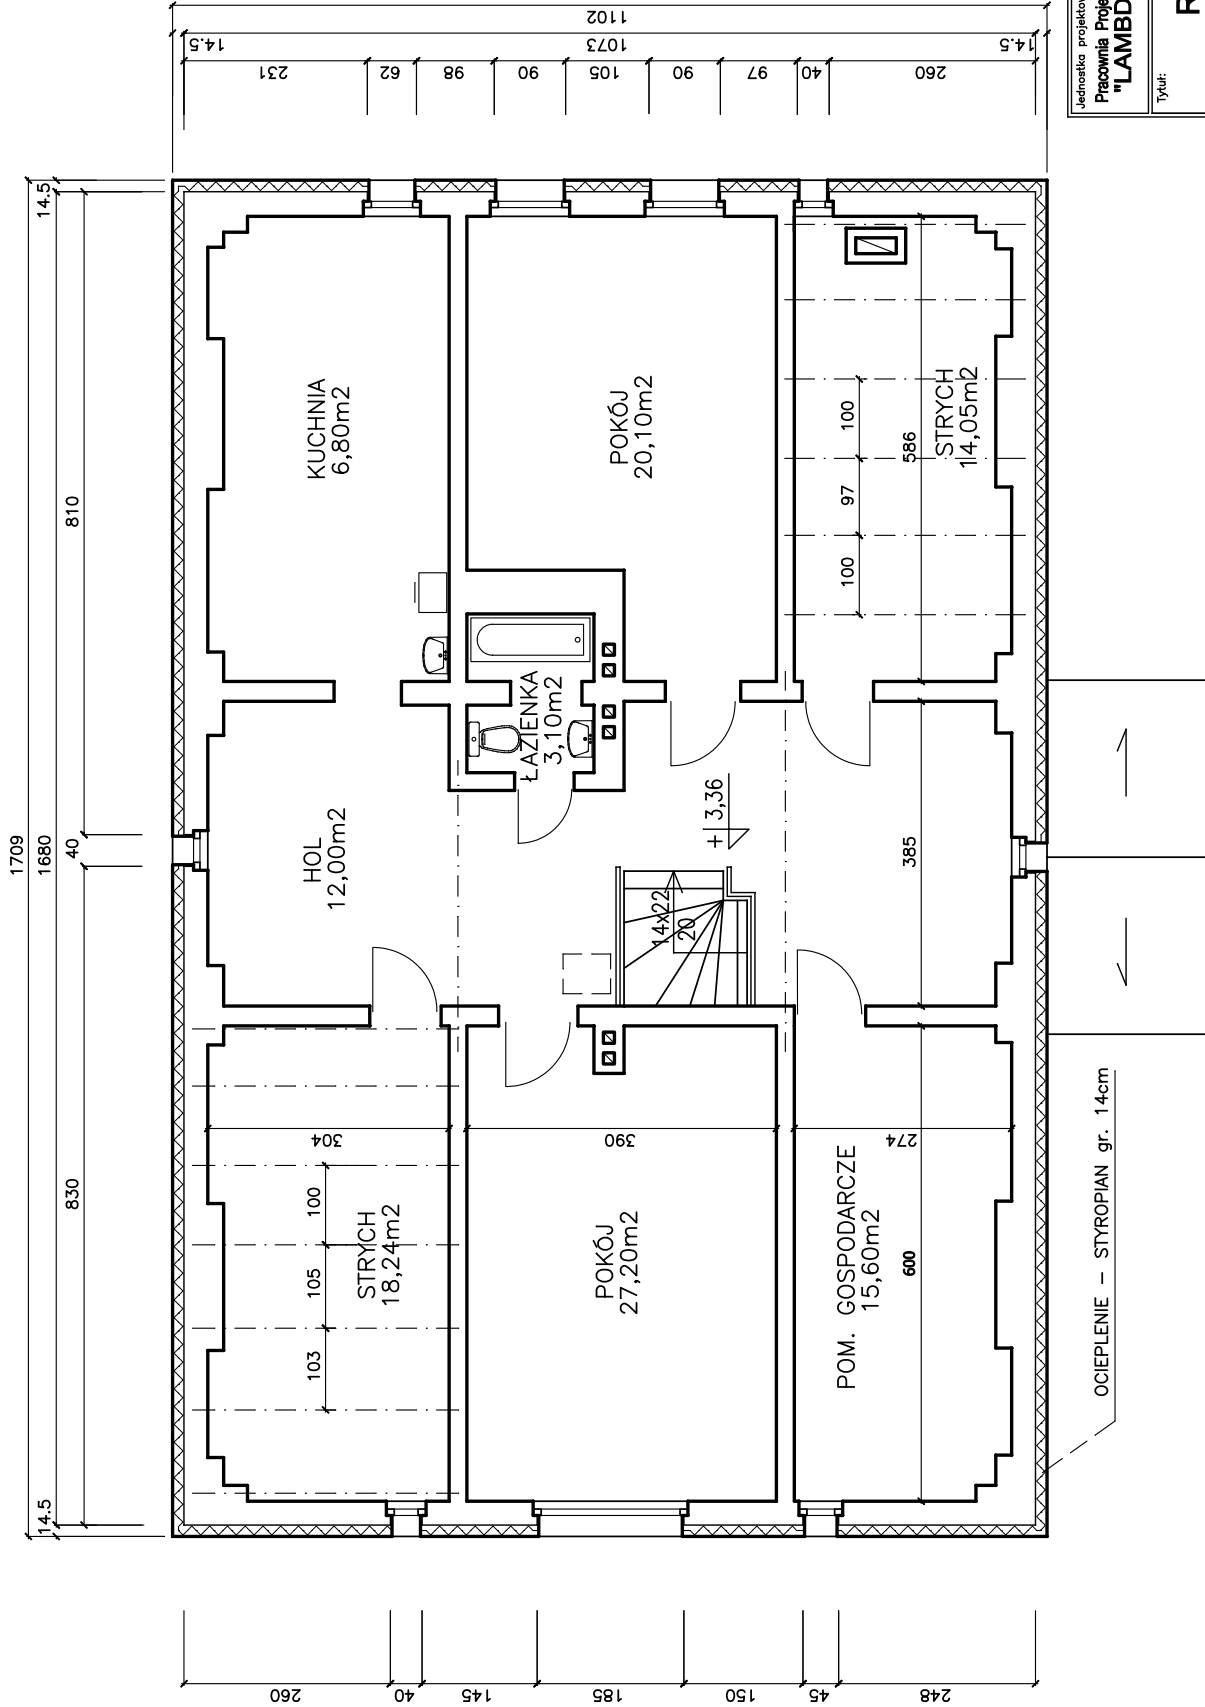 1709
14.5
1680
40
14.5
830
810
1102
14.5
1073
14.5
231
62
98
90
105
90
97
40
260
260
40
145
185
150
45
248
KUCHNIA
6,80m2
POKÓJ
20,10m2
STRYCH
14,05m2
100
97
100
586
ŁAZIENKA
3,10m2
HOL
12,00m2
+ 3,36
14x22
20
385
304
390
274
STRYCH
18,24m2
100
105
103
POKÓJ
27,20m2
POM. GOSPODARCZE
15,60m2
600
OCIEPLENIE – STYROPIAN gr. 14cm
Jednostka projektow
Pracownia Proje
"LAMBD
Tytuł:
R